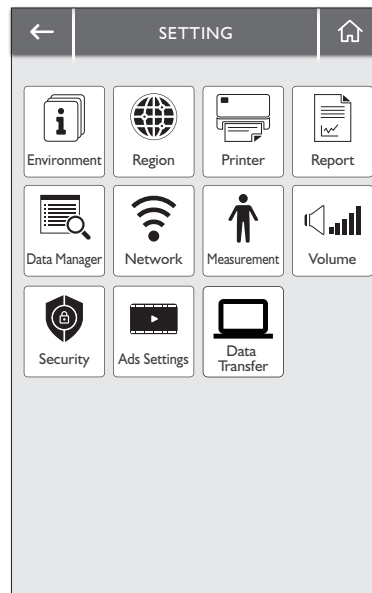 SETTING
Environment
Region
Printer
Report
Data Manager
Network
Measurement
Volume
Security
Ads Settings
Data
Transfer